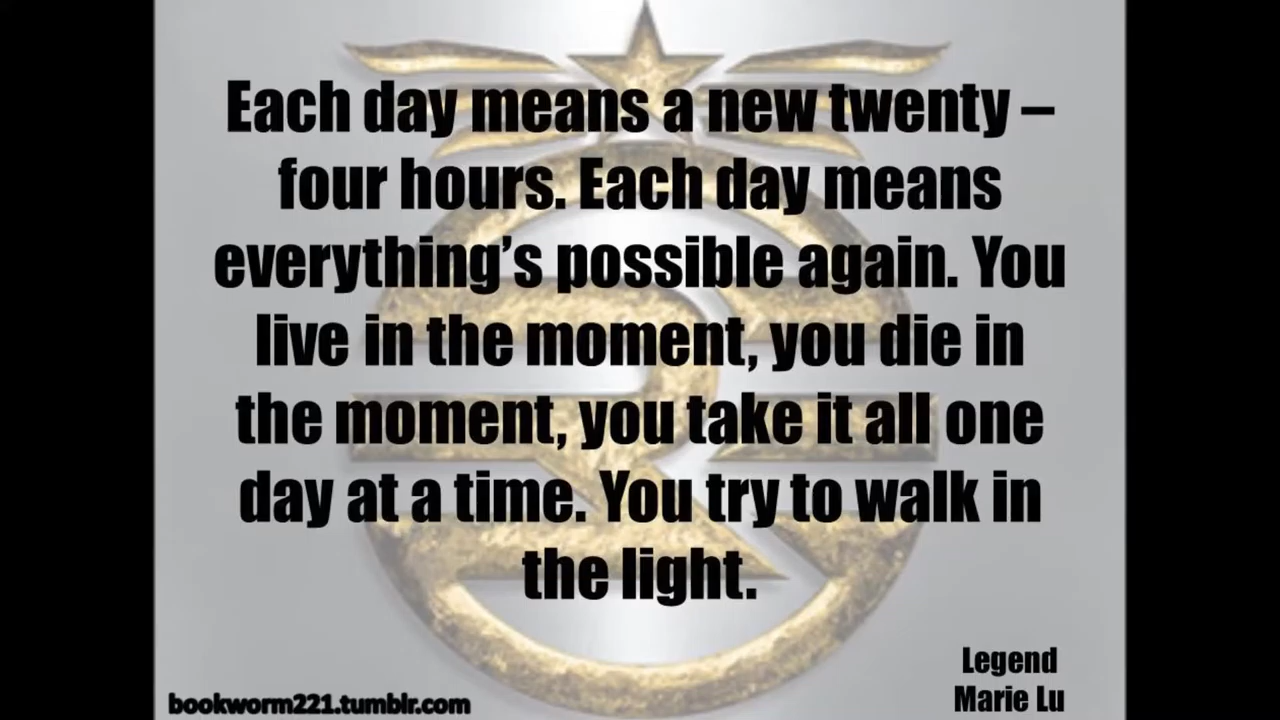 Each day means a new twenty –
four hours. Each day means
everything’s possible again. You
live in the moment, you die in
the moment, you take it all one
day at a time. You try to walk in
the light.
Legend
Marie Lu
bookworm221.tumblr.com